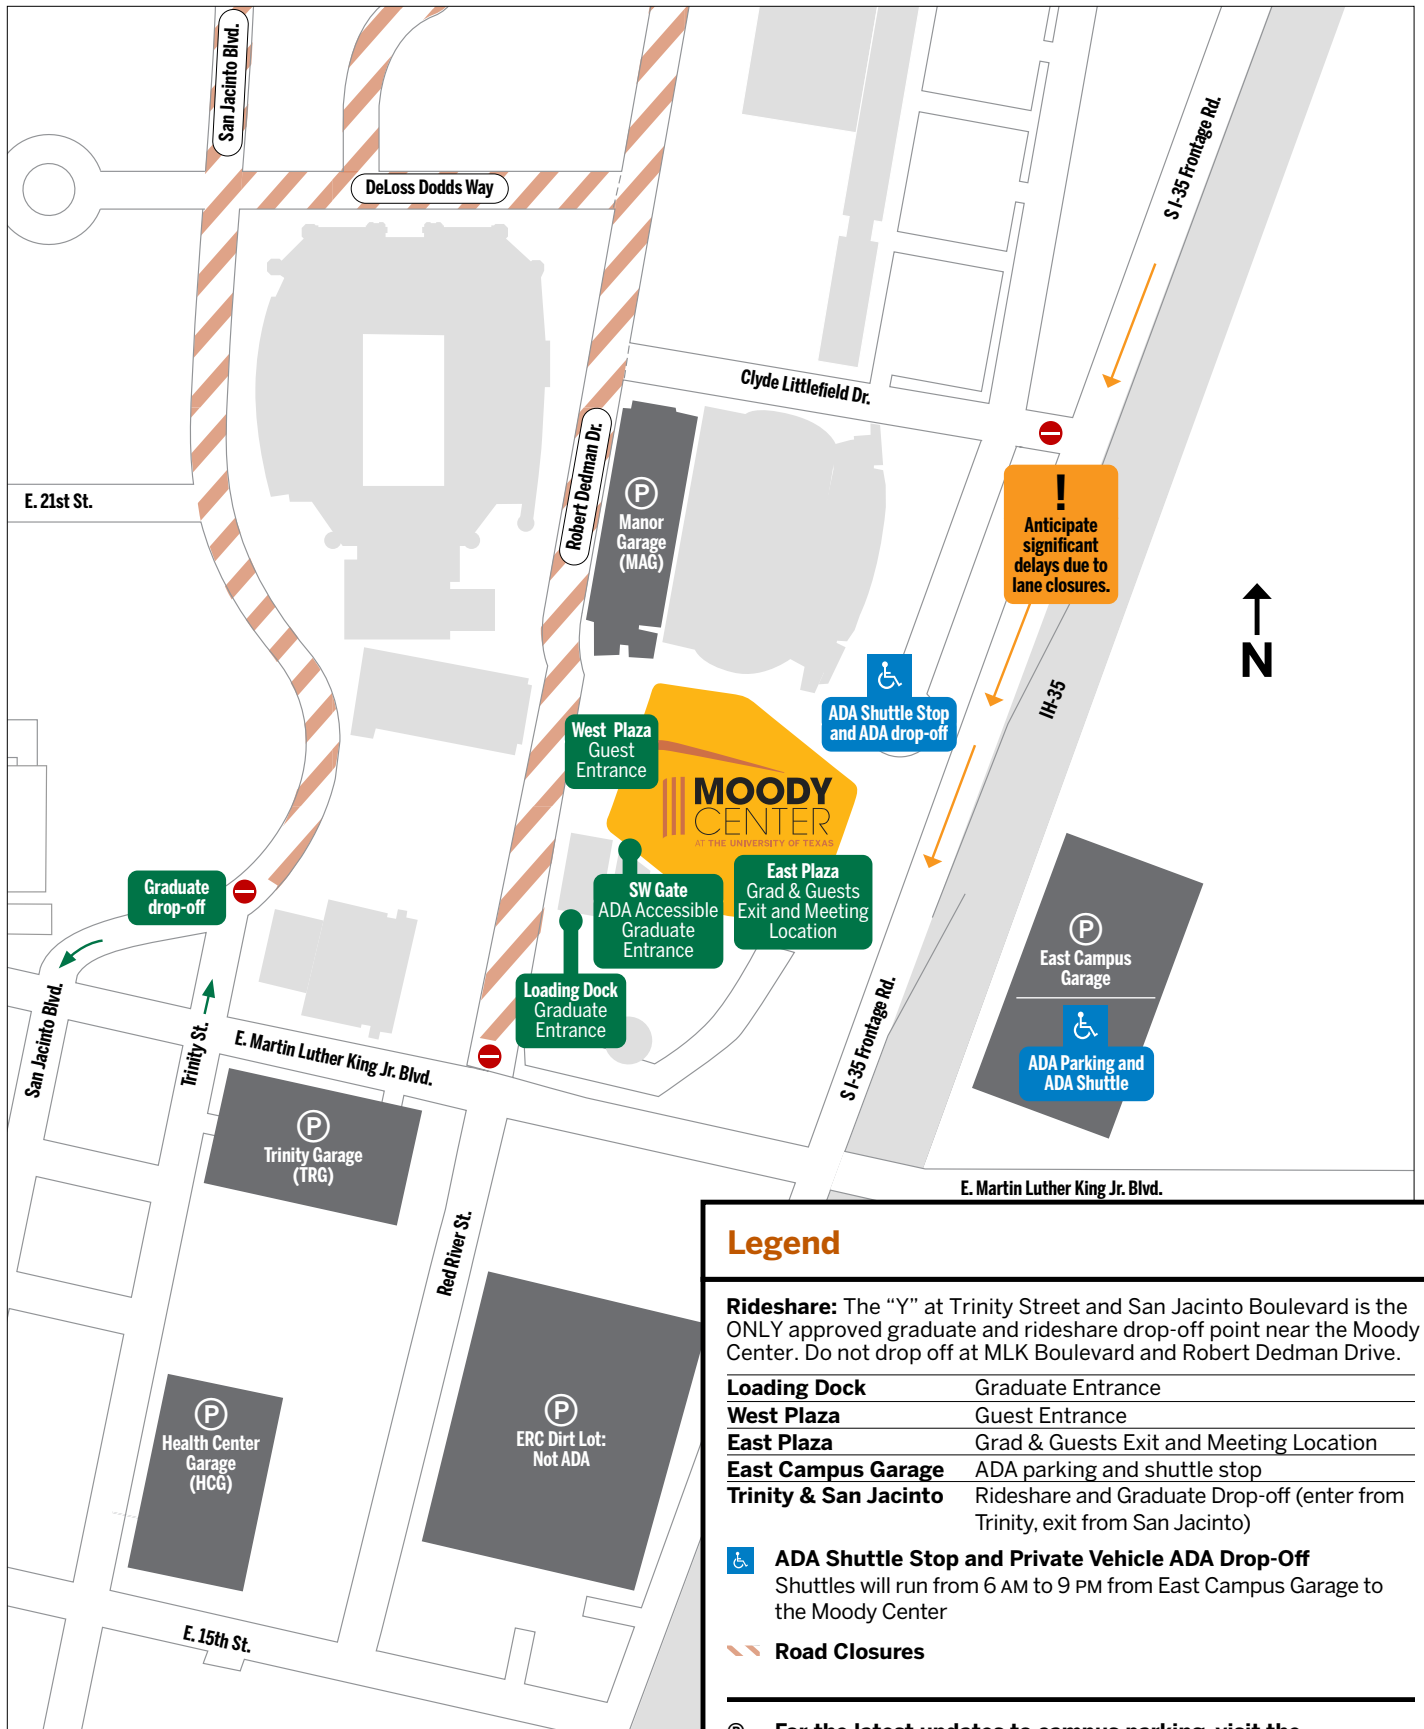 San Jacinto Blvd.
DeLoss Dodds Way
S I-35 Frontage Rd.
Clyde Littlefield Dr.
Robert Dedman Dr.
E. 21st St.
P
Manor
Garage
(MAG)
!
Anticipate
significant
delays due to
lane closures.
N
IH-35
ADA Shuttle Stop
and ADA drop-off
West Plaza
Guest
Entrance
MOODY
CENTER
AT THE UNIVERSITY OF TEXAS
Graduate
drop-off
SW Gate
ADA Accessible
Graduate
Entrance
East Plaza
Grad & Guests
Exit and Meeting
Location
P
East Campus
Garage
ADA Parking and
ADA Shuttle
Loading Dock
Graduate
Entrance
San Jacinto Blvd.
Trinity St.
E. Martin Luther King Jr. Blvd.
S I-35 Frontage Rd.
P
Trinity Garage
(TRG)
E. Martin Luther King Jr. Blvd.
Red River St.
P
Health Center
Garage
(HCG)
P
ERC Dirt Lot:
Not ADA
E. 15th St.
Legend
Rideshare: The “Y” at Trinity Street and San Jacinto Boulevard is the
ONLY approved graduate and rideshare drop-off point near the Moody
Center. Do not drop off at MLK Boulevard and Robert Dedman Drive.
Loading Dock Graduate Entrance
West Plaza Guest Entrance
East Plaza Grad & Guests Exit and Meeting Location
East Campus Garage ADA parking and shuttle stop
Trinity & San Jacinto Rideshare and Graduate Drop-off (enter from
Trinity, exit from San Jacinto)
ADA Shuttle Stop and Private Vehicle ADA Drop-Off
Shuttles will run from 6 AM to 9 PM from East Campus Garage to
the Moody Center
Road Closures
P For the latest updates to campus parking, visit the